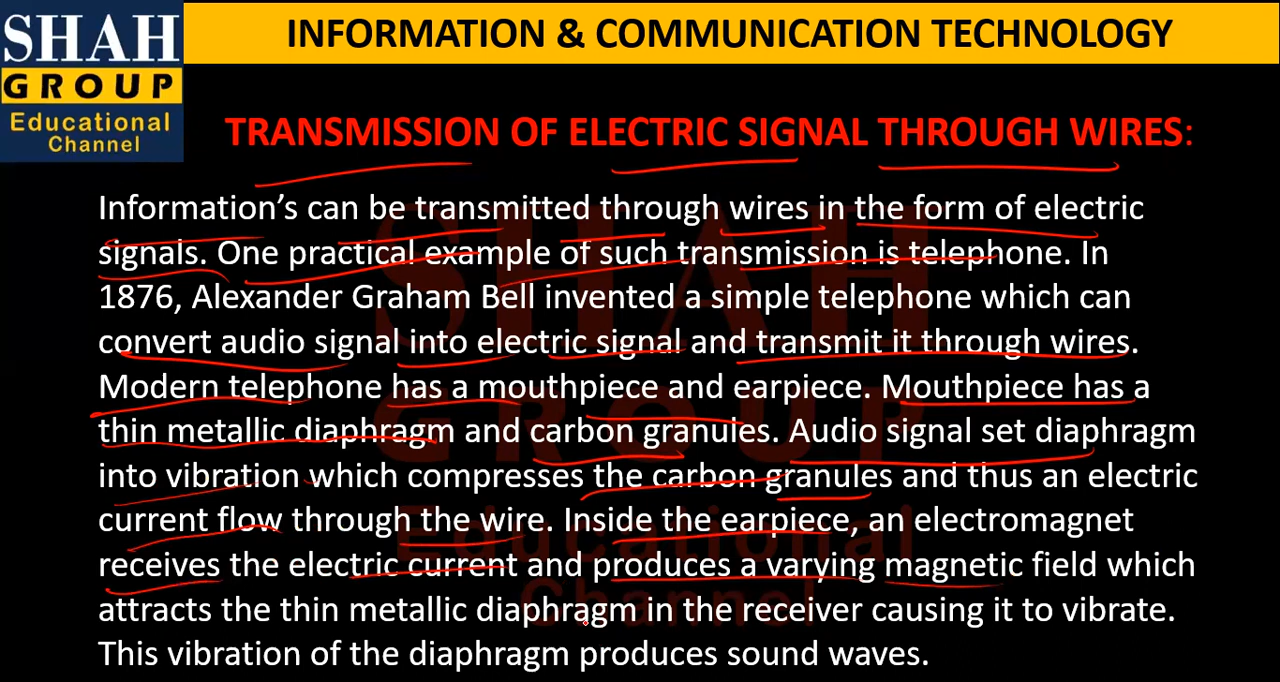 SHAH
GROUP
Educational
Channel
INFORMATION & COMMUNICATION TECHNOLOGY
TRANSMISSION OF ELECTRIC SIGNAL THROUGH WIRES:
Information’s can be transmitted through wires in the form of electric
signals. One practical example of such transmission is telephone. In
1876, Alexander Graham Bell invented a simple telephone which can
convert audio signal into electric signal and transmit it through wires.
Modern telephone has a mouthpiece and earpiece. Mouthpiece has a
thin metallic diaphragm and carbon granules. Audio signal set diaphragm
into vibration which compresses the carbon granules and thus an electric
current flow through the wire. Inside the earpiece, an electromagnet
receives the electric current and produces a varying magnetic field which
attracts the thin metallic diaphragm in the receiver causing it to vibrate.
This vibration of the diaphragm produces sound waves.
SHAH
GROUP
Educational
Channel